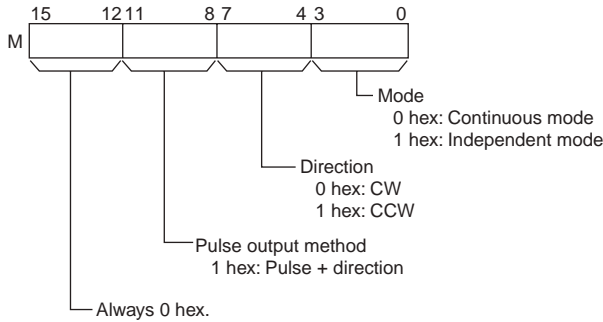 15 12 11 8 7 4 3 0
M
Mode
0 hex: Continuous mode
1 hex: Independent mode
Direction
0 hex: CW
1 hex: CCW
Pulse output method
1 hex: Pulse + direction
Always 0 hex.